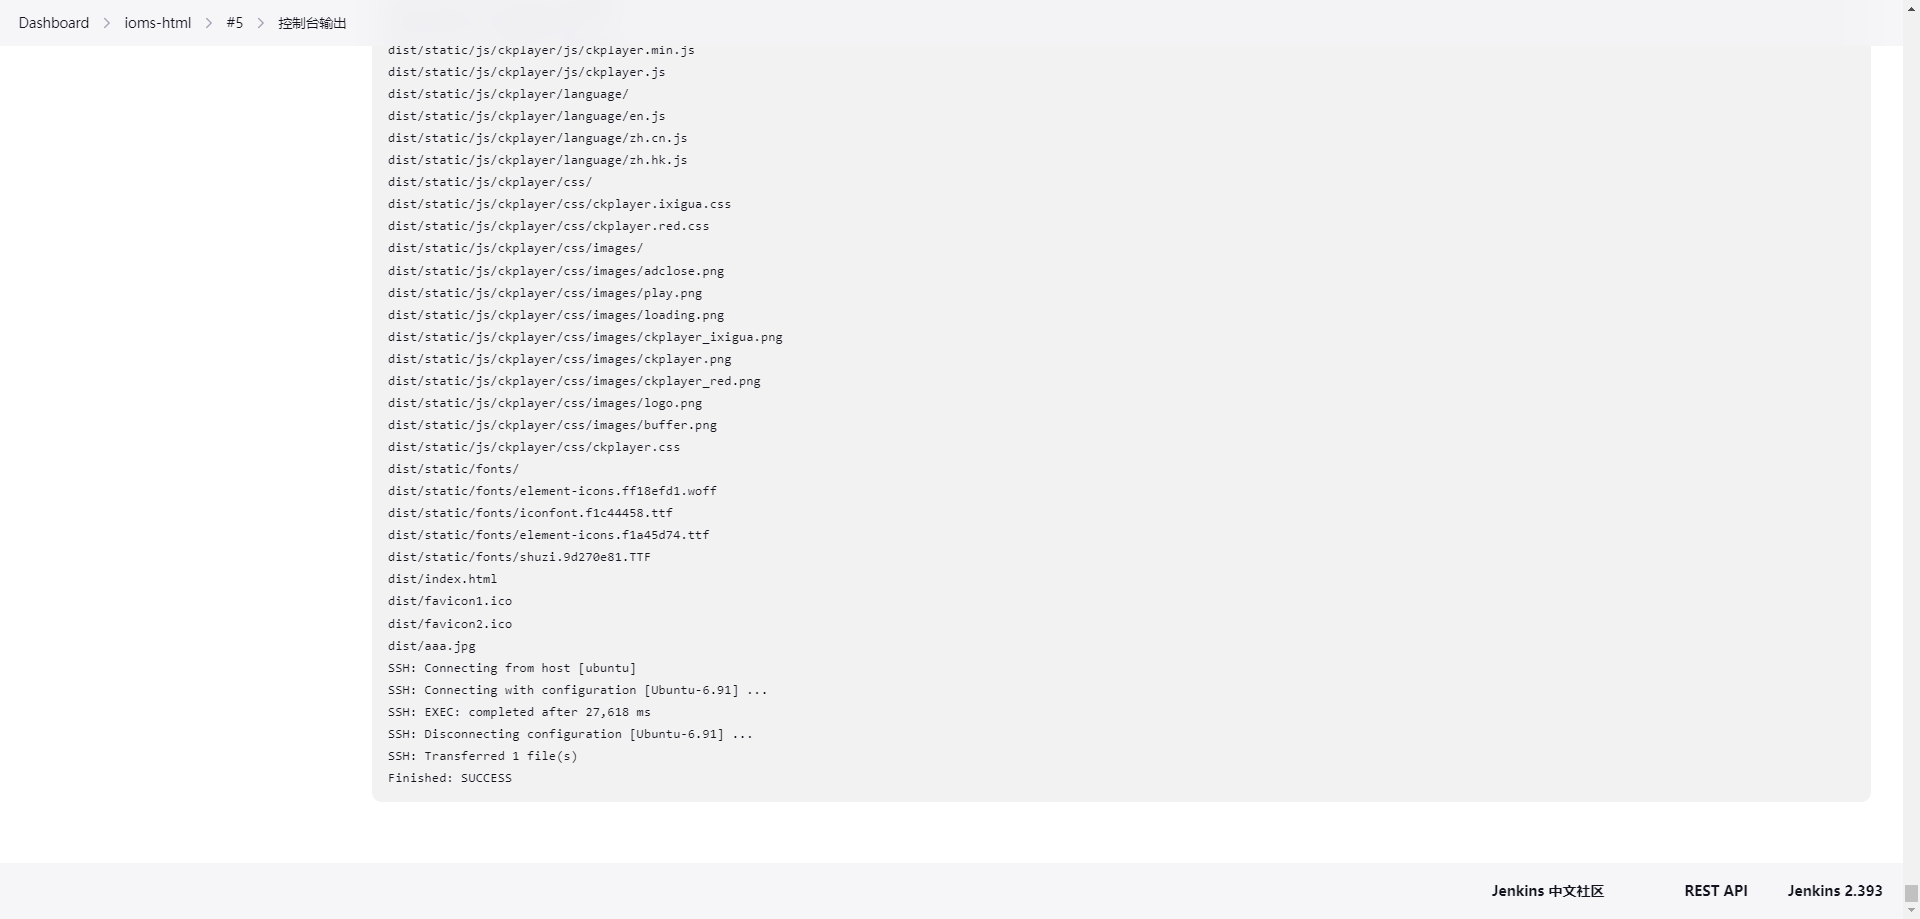 Dashboard > ioms-html > #5 > 控制台输出
dist/static/js/ckplayer/js/ckplayer.min.js
dist/static/js/ckplayer/js/ckplayer.js
dist/static/js/ckplayer/language/
dist/static/js/ckplayer/language/en.js
dist/static/js/ckplayer/language/zh.cn.js
dist/static/js/ckplayer/language/zh.hk.js
dist/static/js/ckplayer/css/
dist/static/js/ckplayer/css/ckplayer.ixigua.css
dist/static/js/ckplayer/css/ckplayer.red.css
dist/static/js/ckplayer/css/images/
dist/static/js/ckplayer/css/images/adclose.png
dist/static/js/ckplayer/css/images/play.png
dist/static/js/ckplayer/css/images/loading.png
dist/static/js/ckplayer/css/images/ckplayer_ixigua.png
dist/static/js/ckplayer/css/images/ckplayer.png
dist/static/js/ckplayer/css/images/ckplayer_red.png
dist/static/js/ckplayer/css/images/logo.png
dist/static/js/ckplayer/css/images/buffer.png
dist/static/js/ckplayer/css/ckplayer.css
dist/static/fonts/
dist/static/fonts/element-icons.ff18efd1.woff
dist/static/fonts/iconfont.f1c44458.ttf
dist/static/fonts/element-icons.f1a45d74.ttf
dist/static/fonts/shuzi.9d270e81.TTF
dist/index.html
dist/favicon1.ico
dist/favicon2.ico
dist/aaa.jpg
SSH: Connecting from host [ubuntu]
SSH: Connecting with configuration [Ubuntu-6.91] ...
SSH: EXEC: completed after 27,618 ms
SSH: Disconnecting configuration [Ubuntu-6.91] ...
SSH: Transferred 1 file(s)
Finished: SUCCESS
Jenkins 中文社区 REST API Jenkins 2.393